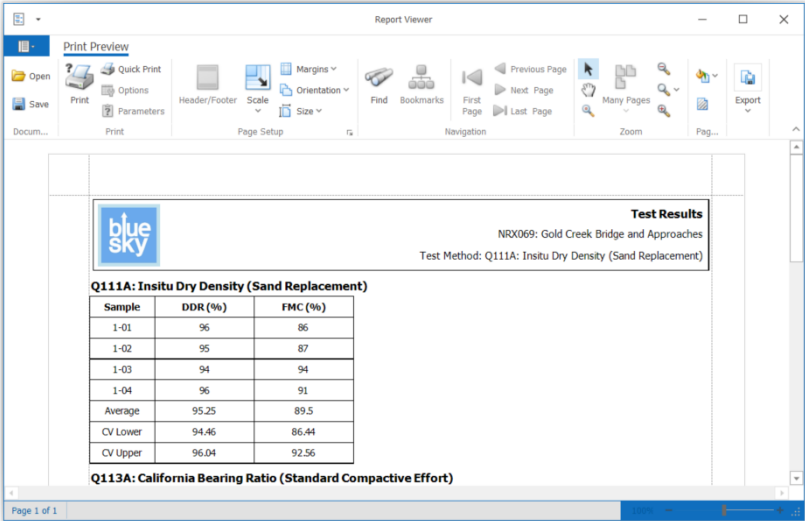 Report Viewer
Print Preview
Open
Save
Docum...
Print
Quick Print
Options
Parameters
Print
Header/Footer
Scale
Margins
Orientation
Size
Page Setup
Find
Bookmarks
First Page
Previous Page
Next Page
Last Page
Navigation
Many Pages
Zoom
Pag...
Export
blue
sky
Test Results
NRX069: Gold Creek Bridge and Approaches
Test Method: Q111A: Insitu Dry Density (Sand Replacement)
Q111A: Insitu Dry Density (Sand Replacement)
Sample DDR (%) FMC (%)
1-01 96 86
1-02 95 87
1-03 94 94
1-04 96 91
Average 95.25 89.5
CV Lower 94.46 86.44
CV Upper 96.04 92.56
Q113A: California Bearing Ratio (Standard Compactive Effort)
Page 1 of 1
100%